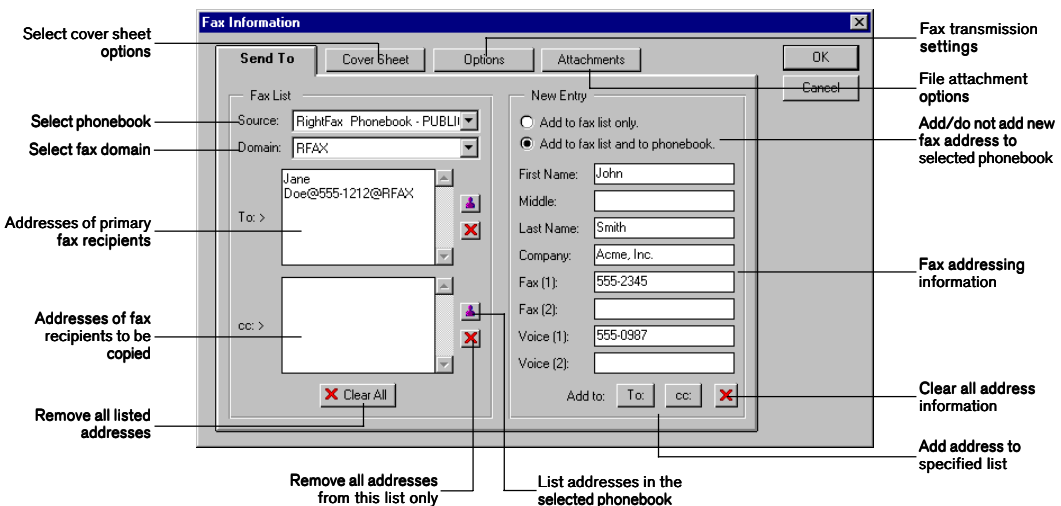 Fax Information
Select cover sheet
options
Fax transmission
settings
Send To
Cover Sheet
Options
Attachments
OK
Cancel
File attachment
options
Fax List
New Entry
Select phonebook
Source:
RightFax Phonebook - PUBLI
Add to fax list only.
Add/do not add new
fax address to
selected phonebook
Select fax domain
Domain:
RFAX
Add to fax list and to phonebook.
Jane
Doe@555-1212@RFAX
To: >
Addresses of primary
fax recipients
First Name:
John
Middle:
Last Name:
Smith
Company:
Acme, Inc.
Fax (1):
555-2345
Fax addressing
information
Fax (2):
Voice (1):
555-0987
Voice (2):
Addresses of fax
recipients to be
copied
cc: >
Clear All
Add to:
To:
cc:
Clear all address
information
Remove all listed
addresses
Add address to
specified list
Remove all addresses
from this list only
List addresses in the
selected phonebook